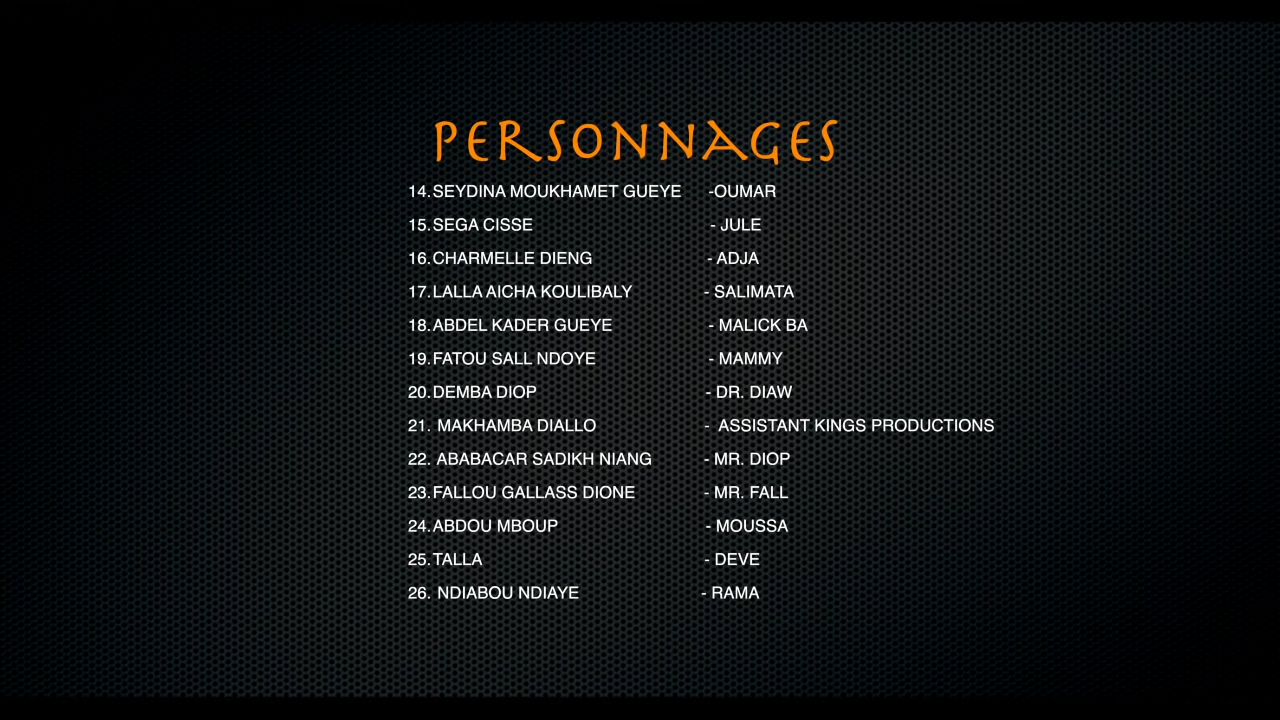 PERSONNAGES
14. SEYDINA MOUKHAMET GUEYE -OUMAR
15. SEGA CISSE - JULE
16. CHARMELLE DIENG - ADJA
17. LALLA AICHA KOULIBALY - SALIMATA
18. ABDEL KADER GUEYE - MALICK BA
19. FATOU SALL NDOYE - MAMMY
20. DEMBA DIOP - DR. DIAW
21. MAKHAMBA DIALLO - ASSISTANT KINGS PRODUCTIONS
22. ABABACAR SADIKH NIANG - MR. DIOP
23. FALLOU GALLASS DIONE - MR. FALL
24. ABDOU MBOUP - MOUSSA
25. TALLA - DEVE
26. NDIABOU NDIAYE - RAMA